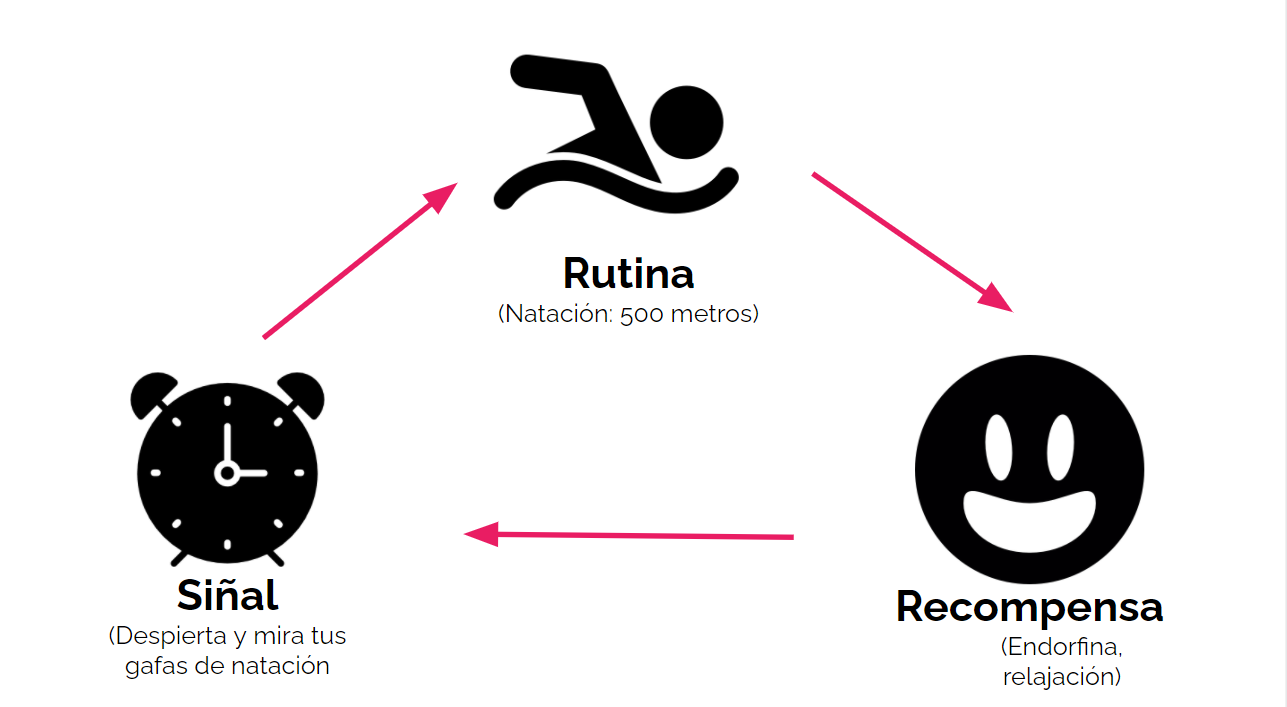 Rutina
(Natación: 500 metros)
Siñal
(Despierta y mira tus
gafas de natación
Recompensa
(Endorfina,
relajación)